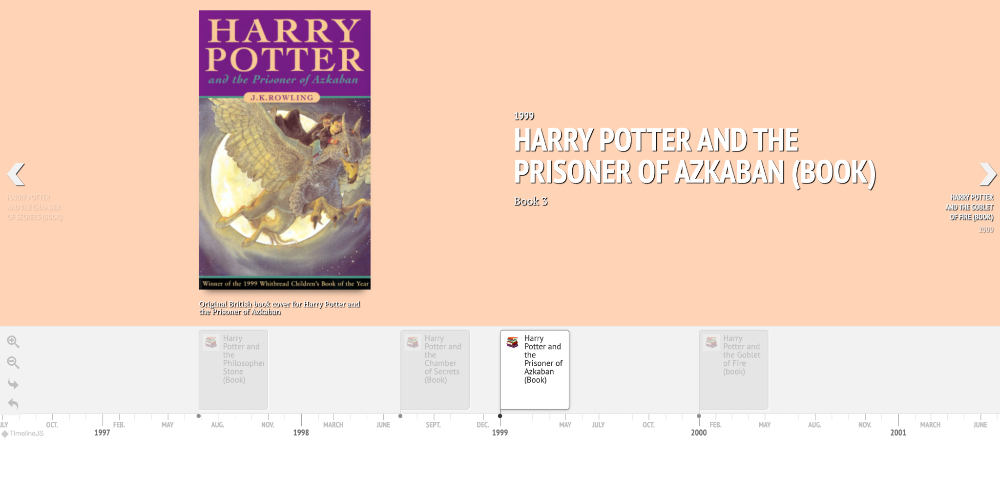 HARRY
POTTER
and the Prisoner of Azkaban
J.K.ROWLING
Winner of the 1999 Whitbread Children's Book of the Year
Original British book cover for Harry Potter and
the Prisoner of Azkaban
1999
HARRY POTTER AND THE
PRISONER OF AZKABAN (BOOK)
Book 3
HARRY POTTER
AND THE CHAMBER
OF SECRETS (BOOK)
HARRY POTTER
AND THE GOBLET
OF FIRE (BOOK)
2000
Harry
Potter and
the
Philosopher
Stone
(Book)
Harry
Potter and
the
Chamber
of Secrets
(Book)
Harry
Potter and
the
Prisoner of
Azkaban
(Book)
Harry
Potter and
the Goblet
of Fire
(book)
ULY OCT. FEB. MAY AUG. NOV. MARCH JUNE SEPT. DEC. MAY JULY OCT. FEB. MAY AUG. NOV. MARCH JUNE
1997 1998 1999 2000 2001
TimelineJS